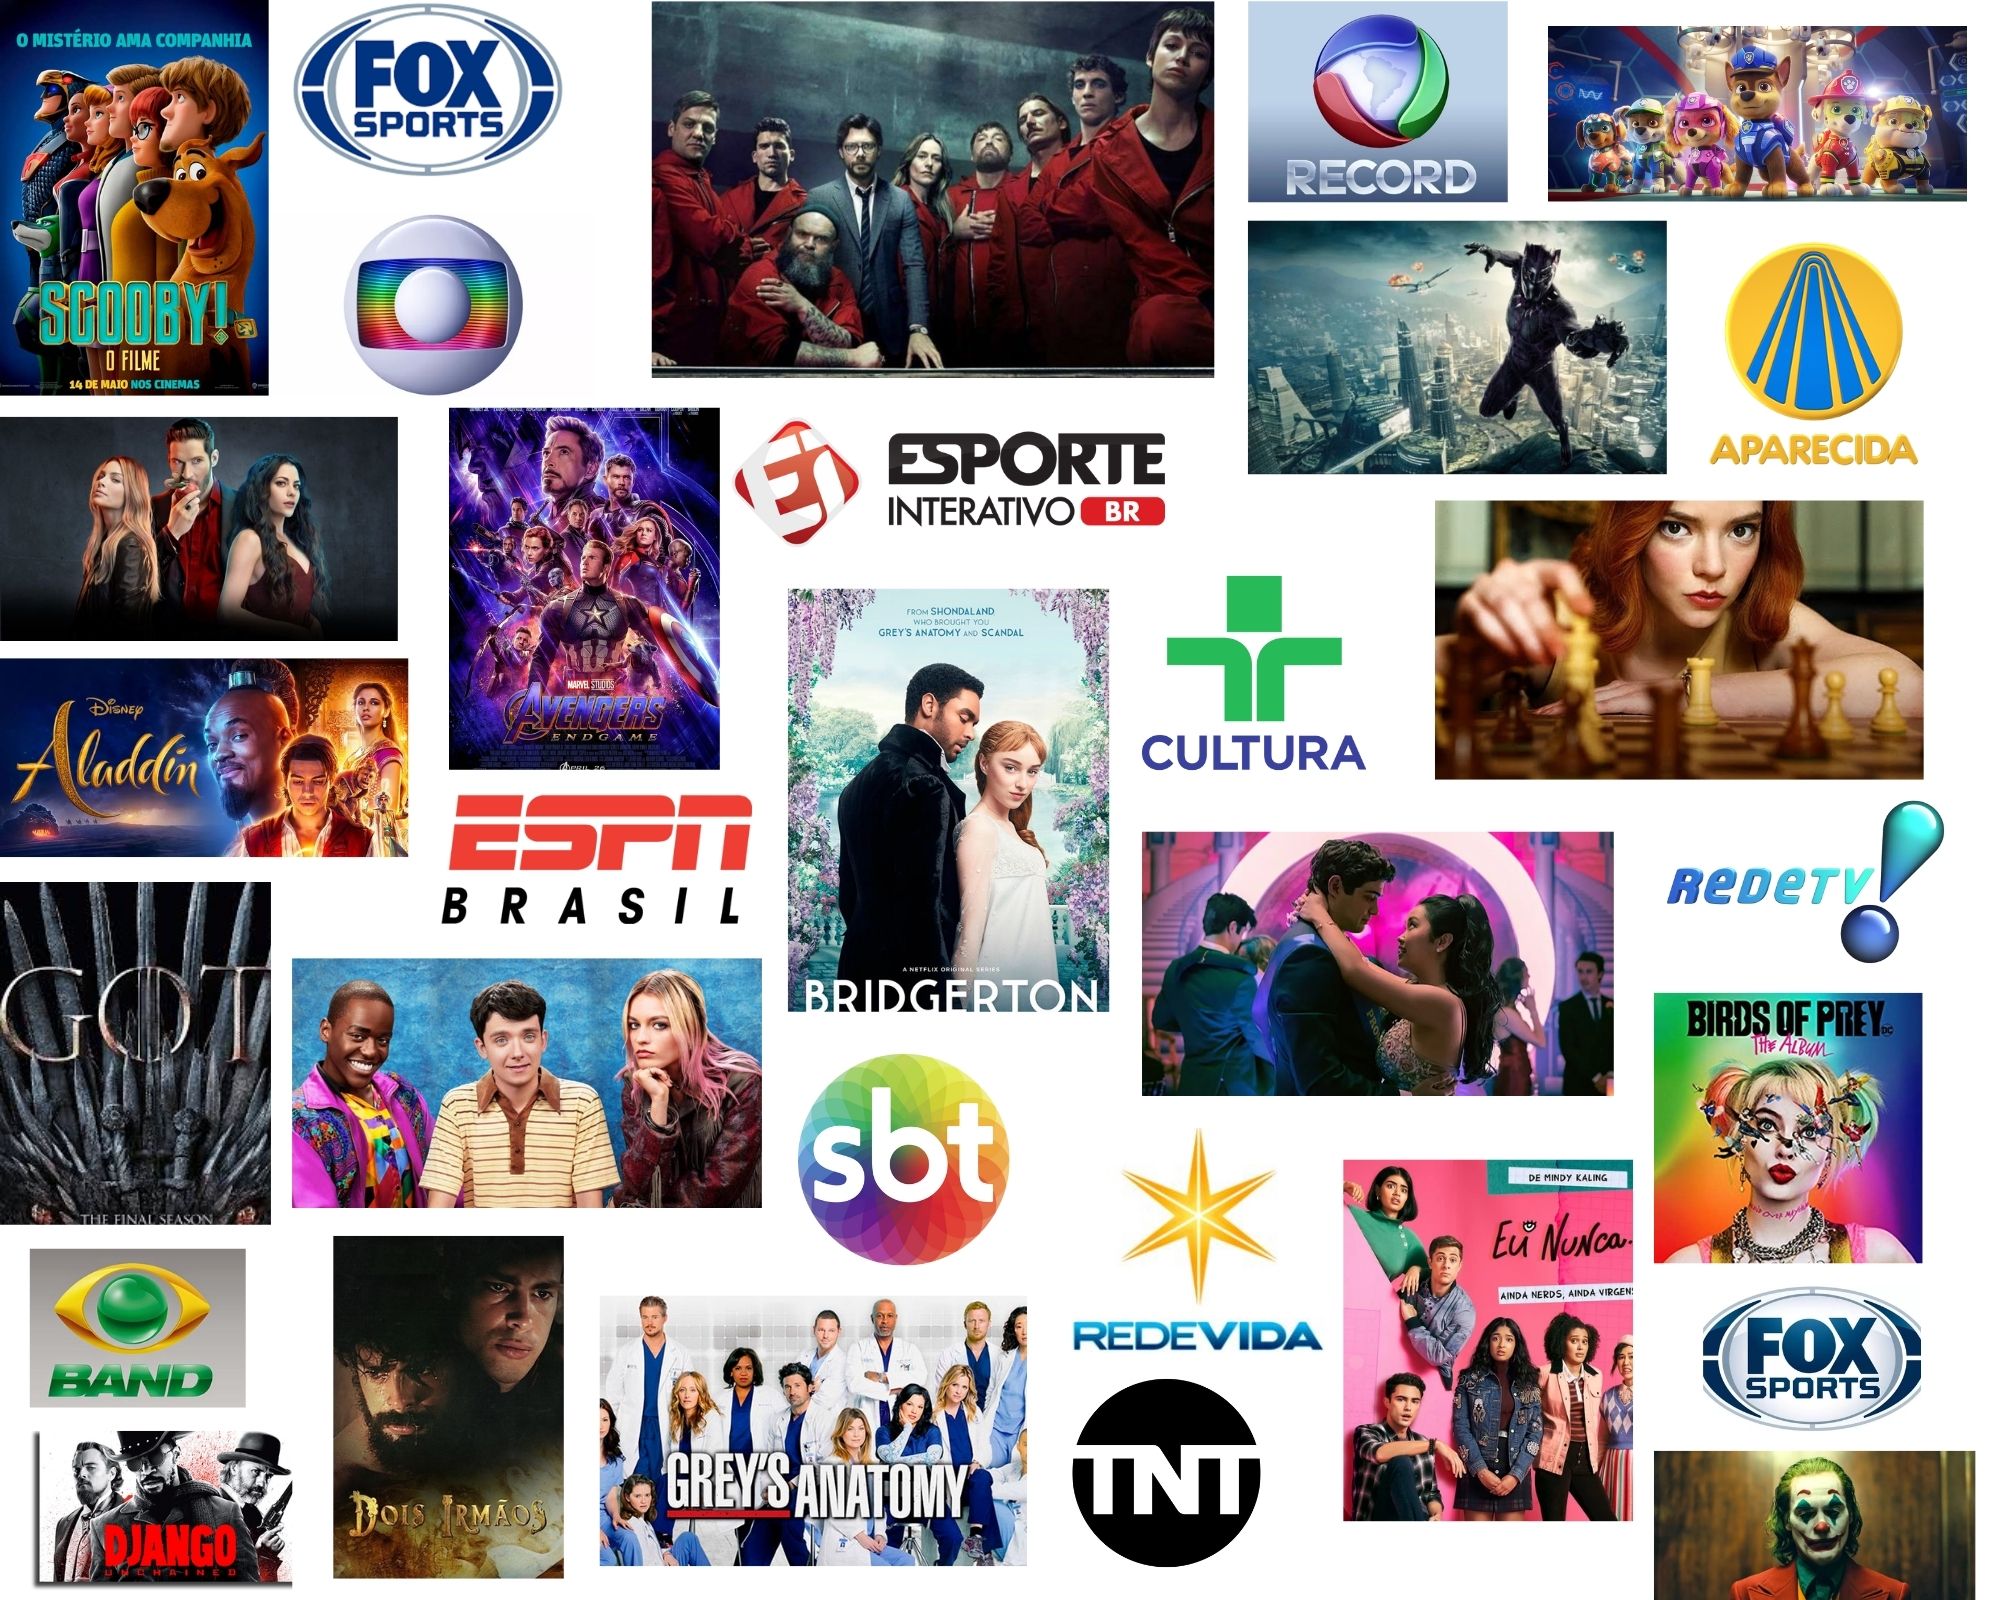 O MISTÉRIO AMA COMPANHIA
SCOOBY!
O FILME
14 DE MAIO NOS CINEMAS
FOX
SPORTS
RECORD
APARECIDA
ESPORTE
INTERATIVO BR
MARVEL STUDIOS
AVENGERS
ENDGAME
APRIL 26
FROM SHONDALAND
WHO BROUGHT YOU
GREY'S ANATOMY AND SCANDAL
A NETFLIX ORIGINAL SERIES
BRIDGERTON
CULTURA
DISNEY
Aladdin
ESPN
BRASIL
REDETV!
GOT
THE FINAL SEASON
BIRDS OF PREY
DC
THE ALBUM
sbt
REDEVIDA
DE MINDY KALING
EU NUNCA.
AINDA NERDS, AINDA VIRGENS
BAND
DOIS IRMÃOS
GREY'S ANATOMY
TNT
FOX
SPORTS
DJANGO
UNCHAINED